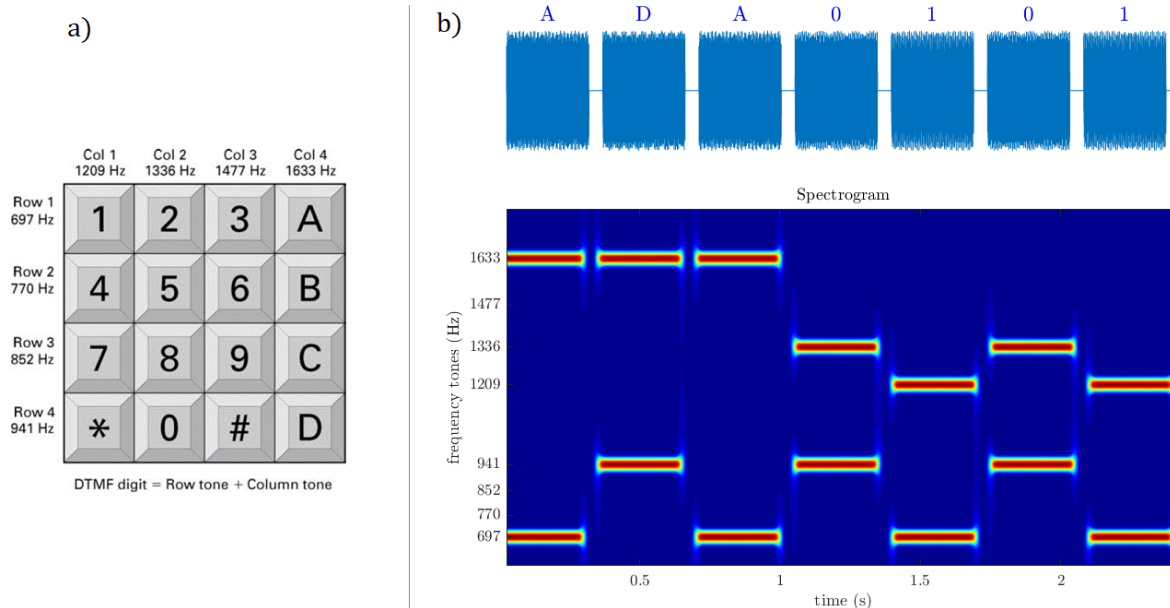 a)
Col 1 Col 2 Col 3 Col 4
1209 Hz 1336 Hz 1477 Hz 1633 Hz
Row 1
697 Hz
1 2 3 A
Row 2
770 Hz
4 5 6 B
Row 3
852 Hz
7 8 9 C
Row 4
941 Hz
* 0 # D
DTMF digit = Row tone + Column tone
b)
A D A 0 1 0 1
Spectrogram
frequency tones (Hz)
1633
1477
1336
1209
941
852
770
697
0.5 1 1.5 2
time (s)